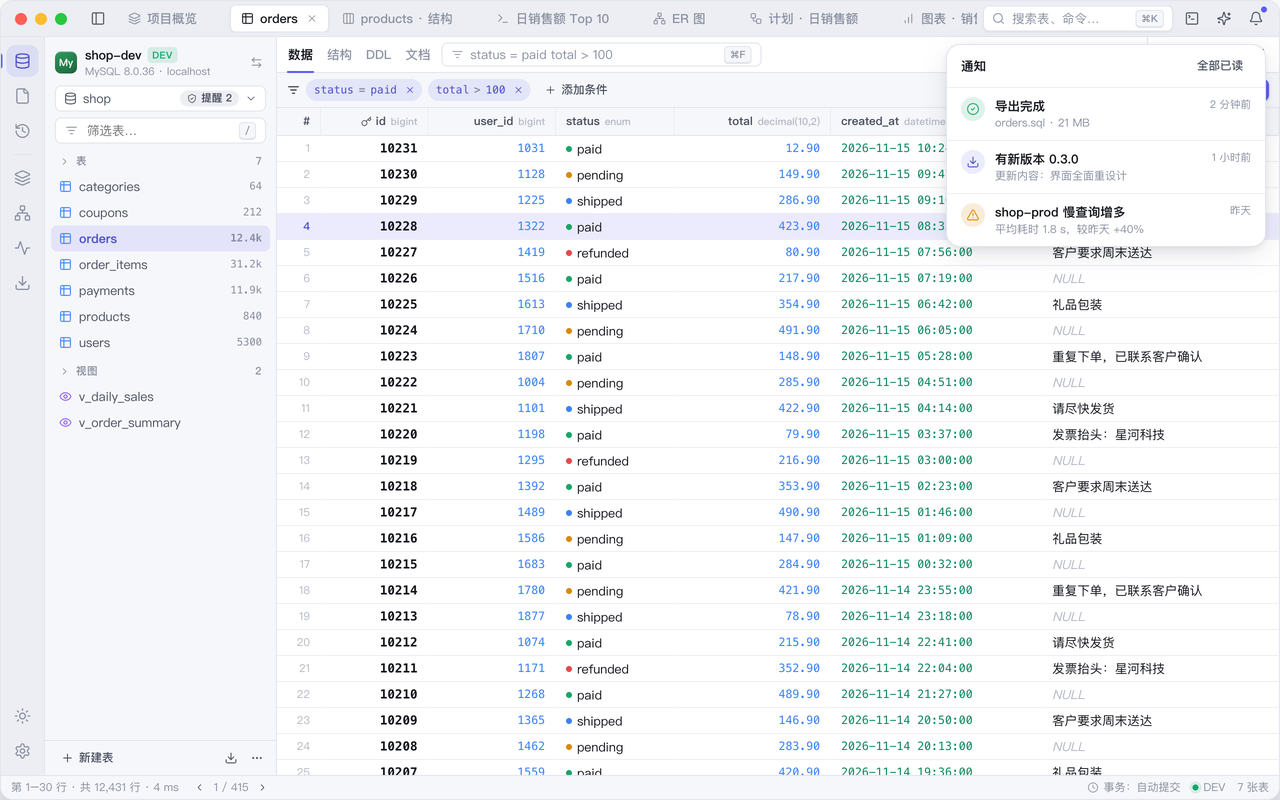 项目概览
orders ×
products · 结构
日销售额 Top 10
ER 图
计划 · 日销售额
图表 · 销
搜索表、命令… ⌘K
My
shop-dev DEV
MySQL 8.0.36 · localhost
shop 提醒 2
筛选表… /
表 7
categories 64
coupons 212
orders 12.4k
order_items 31.2k
payments 11.9k
products 840
users 5300
视图 2
v_daily_sales
v_order_summary
+ 新建表
数据 结构 DDL 文档 status = paid total > 100 ⌘F
status = paid × total > 100 × + 添加条件
# id bigint user_id bigint status enum total decimal(10,2) created_at datetime
1 10231 1031 paid 12.90 2026-11-15 10:2
2 10230 1128 pending 149.90 2026-11-15 09:4
3 10229 1225 shipped 286.90 2026-11-15 09:1
4 10228 1322 paid 423.90 2026-11-15 08:3
5 10227 1419 refunded 80.90 2026-11-15 07:56:00 客户要求周末送达
6 10226 1516 paid 217.90 2026-11-15 07:19:00 NULL
7 10225 1613 shipped 354.90 2026-11-15 06:42:00 礼品包装
8 10224 1710 pending 491.90 2026-11-15 06:05:00 NULL
9 10223 1807 paid 148.90 2026-11-15 05:28:00 重复下单，已联系客户确认
10 10222 1004 pending 285.90 2026-11-15 04:51:00 NULL
11 10221 1101 shipped 422.90 2026-11-15 04:14:00 请尽快发货
12 10220 1198 paid 79.90 2026-11-15 03:37:00 发票抬头：星河科技
13 10219 1295 refunded 216.90 2026-11-15 03:00:00 NULL
14 10218 1392 paid 353.90 2026-11-15 02:23:00 客户要求周末送达
15 10217 1489 shipped 490.90 2026-11-15 01:46:00 NULL
16 10216 1586 pending 147.90 2026-11-15 01:09:00 礼品包装
17 10215 1683 paid 284.90 2026-11-15 00:32:00 NULL
18 10214 1780 pending 421.90 2026-11-14 23:55:00 重复下单，已联系客户确认
19 10213 1877 shipped 78.90 2026-11-14 23:18:00 NULL
20 10212 1074 paid 215.90 2026-11-14 22:41:00 请尽快发货
21 10211 1171 refunded 352.90 2026-11-14 22:04:00 发票抬头：星河科技
22 10210 1268 paid 489.90 2026-11-14 21:27:00 NULL
23 10209 1365 shipped 146.90 2026-11-14 20:50:00 客户要求周末送达
24 10208 1462 pending 283.90 2026-11-14 20:13:00 NULL
25 10207 1559 paid 420.90 2026-11-14 19:36:00 礼品包装
通知 全部已读
导出完成 2 分钟前
orders.sql · 21 MB
有新版本 0.3.0 1 小时前
更新内容：界面全面重设计
shop-prod 慢查询增多 昨天
平均耗时 1.8 s，较昨天 +40%
第 1–30 行 · 共 12,431 行 · 4 ms ‹ 1 / 415 ›
事务：自动提交 DEV 7 张表